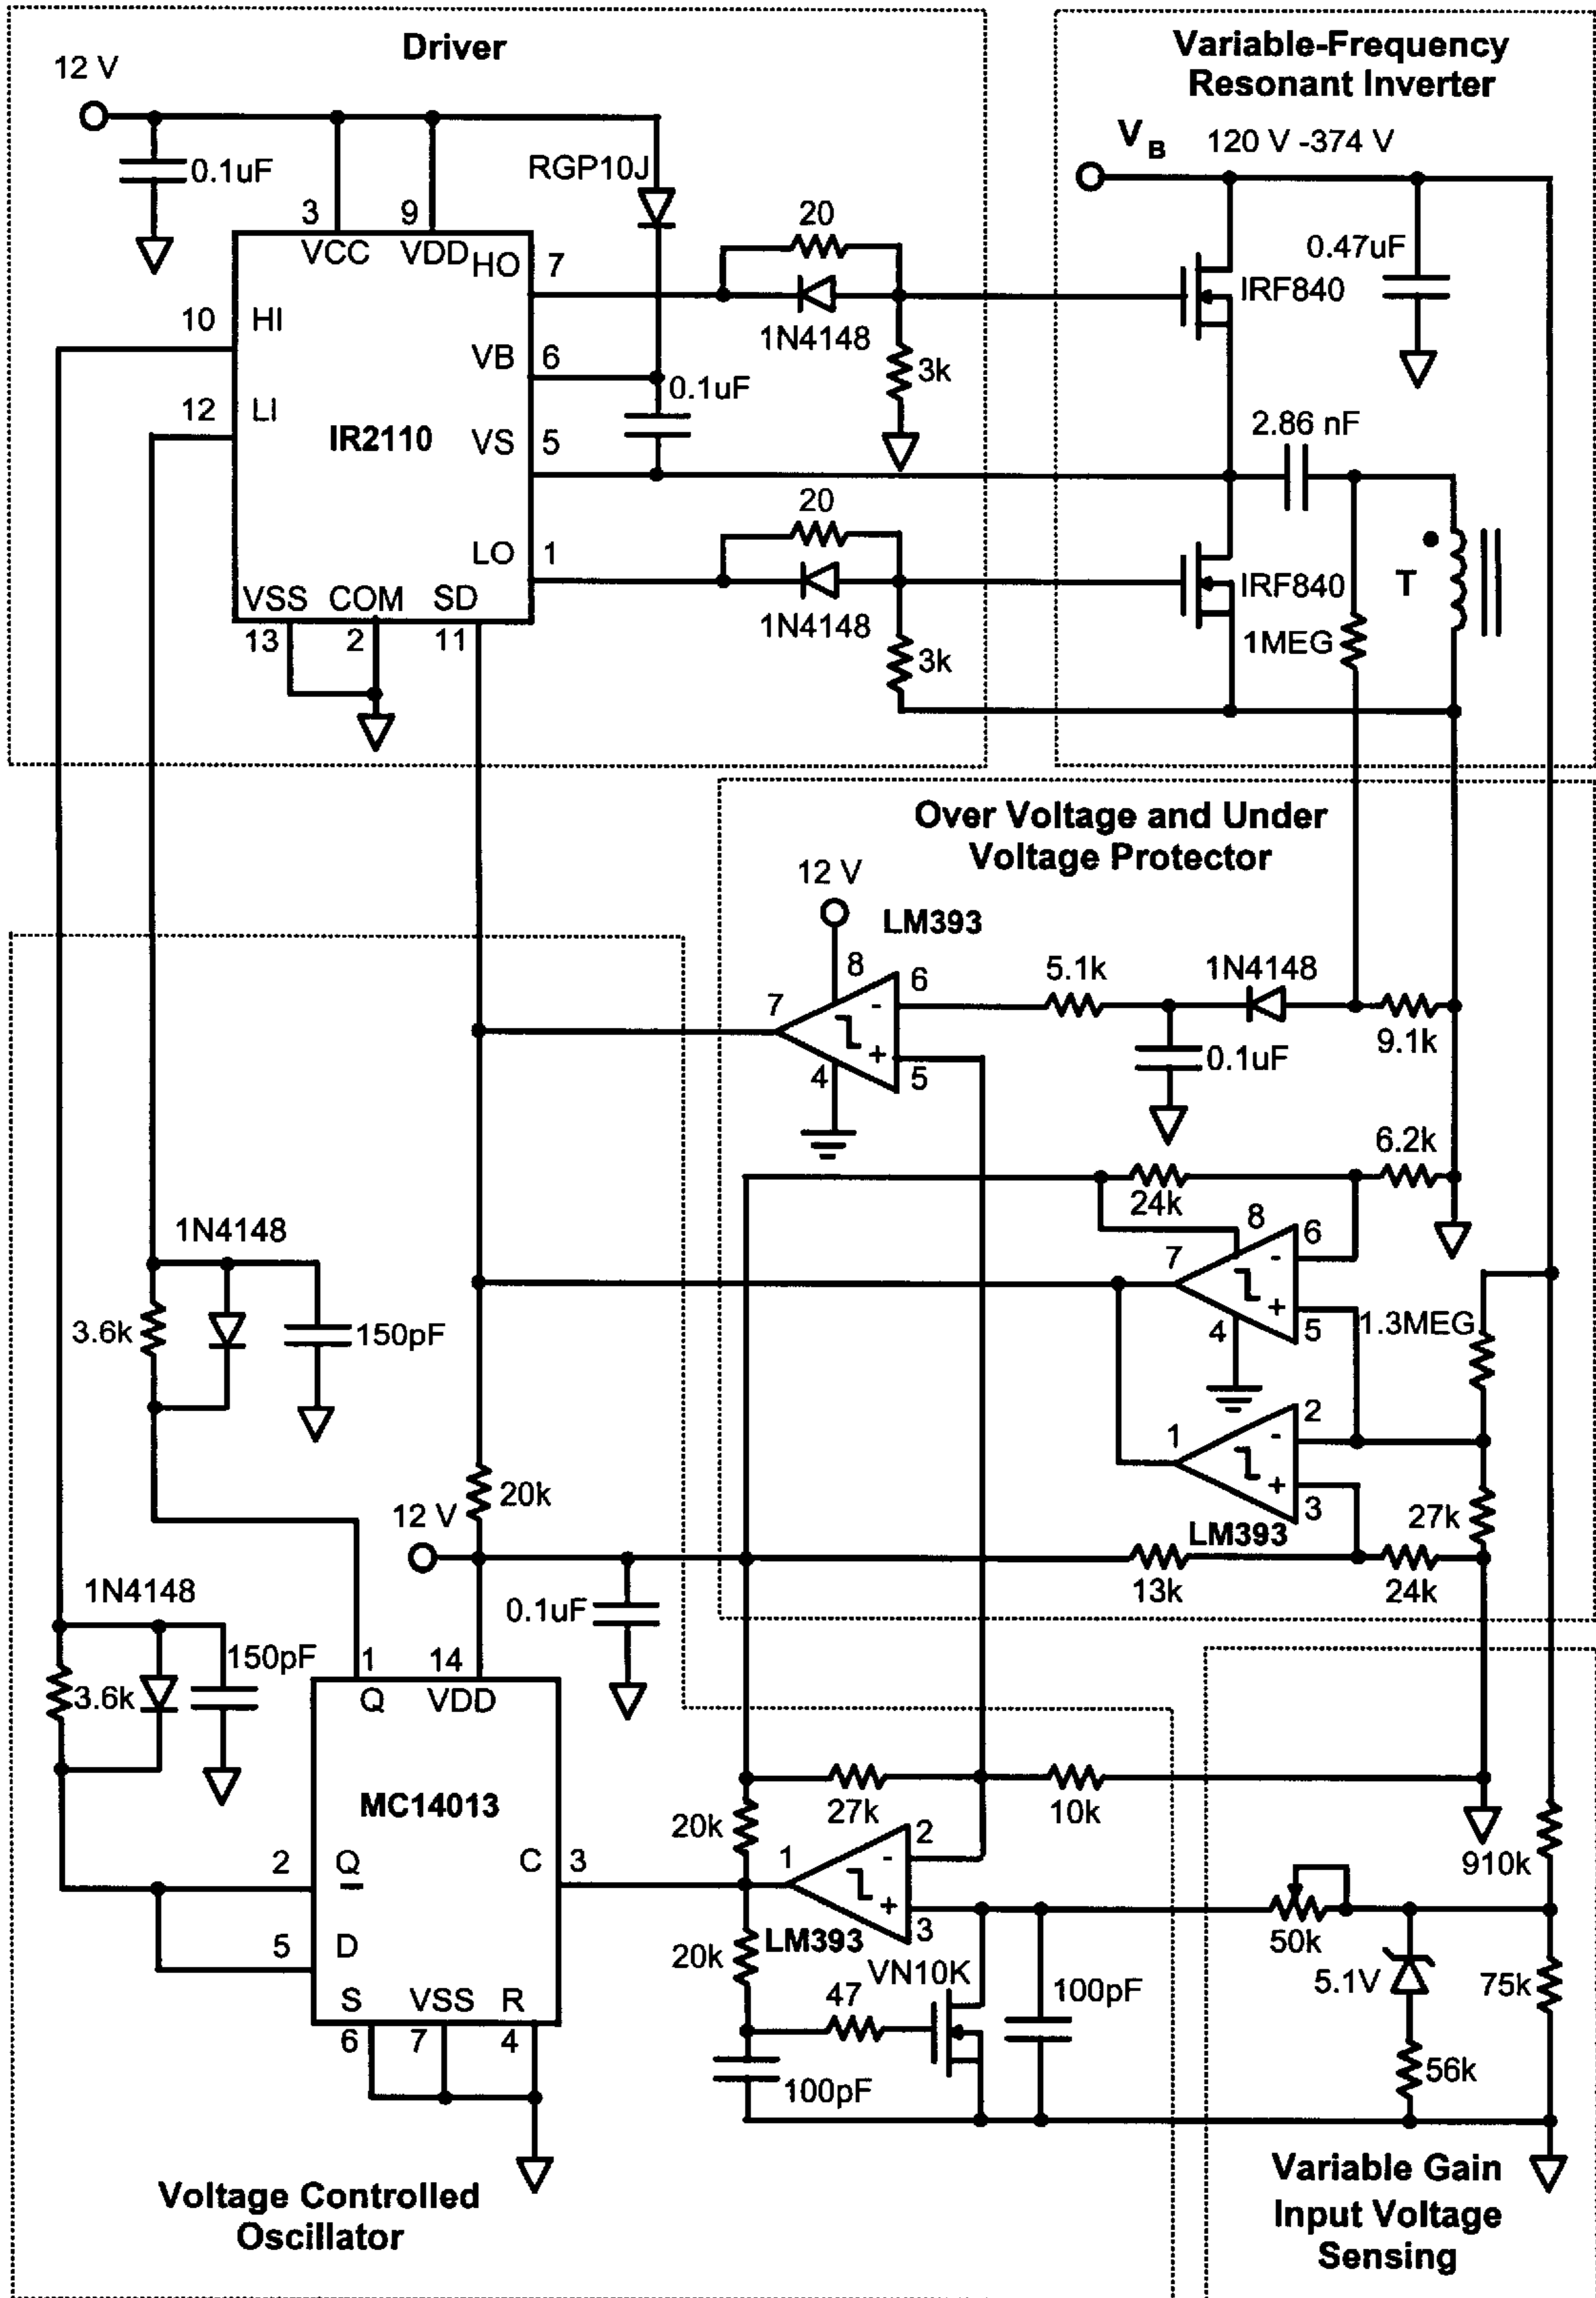 Driver
12 V
0.1uF
RGP10J
3
9
VCC
VDD
HO
7
10
HI
VB
6
12
LI
IR2110
VS
5
LO
1
VSS
COM
SD
13
2
11
0.1uF
20
1N4148
3k
20
1N4148
3k
Variable-Frequency
Resonant Inverter
VB
120 V -374 V
0.47uF
IRF840
2.86 nF
IRF840
T
1MEG
Over Voltage and Under
Voltage Protector
12 V
LM393
8
6
7
-
+
4
5
5.1k
1N4148
0.1uF
9.1k
6.2k
24k
8
6
7
-
+
4
5
1.3MEG
2
1
-
+
3
LM393
27k
13k
24k
1N4148
3.6k
150pF
20k
12 V
0.1uF
1N4148
3.6k
150pF
1
14
Q
VDD
MC14013
2
Q
C
3
5
D
S
VSS
R
6
7
4
20k
27k
10k
1
2
-
+
3
LM393
20k
VN10K
47
100pF
100pF
50k
5.1V
910k
75k
56k
Voltage Controlled
Oscillator
Variable Gain
Input Voltage
Sensing